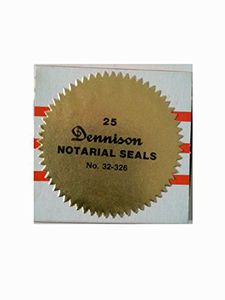 25
Dennison
NOTARIAL SEALS
No. 32-326